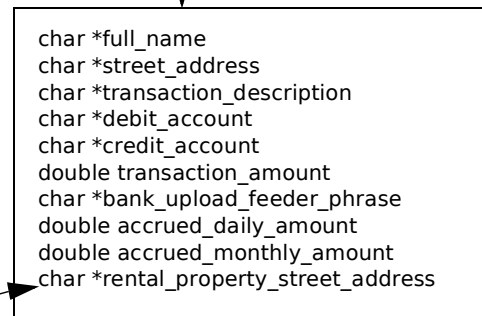 char *full_name
char *street_address
char *transaction_description
char *debit_account
char *credit_account
double transaction_amount
char *bank_upload_feeder_phrase
double accrued_daily_amount
double accrued_monthly_amount
char *rental_property_street_address